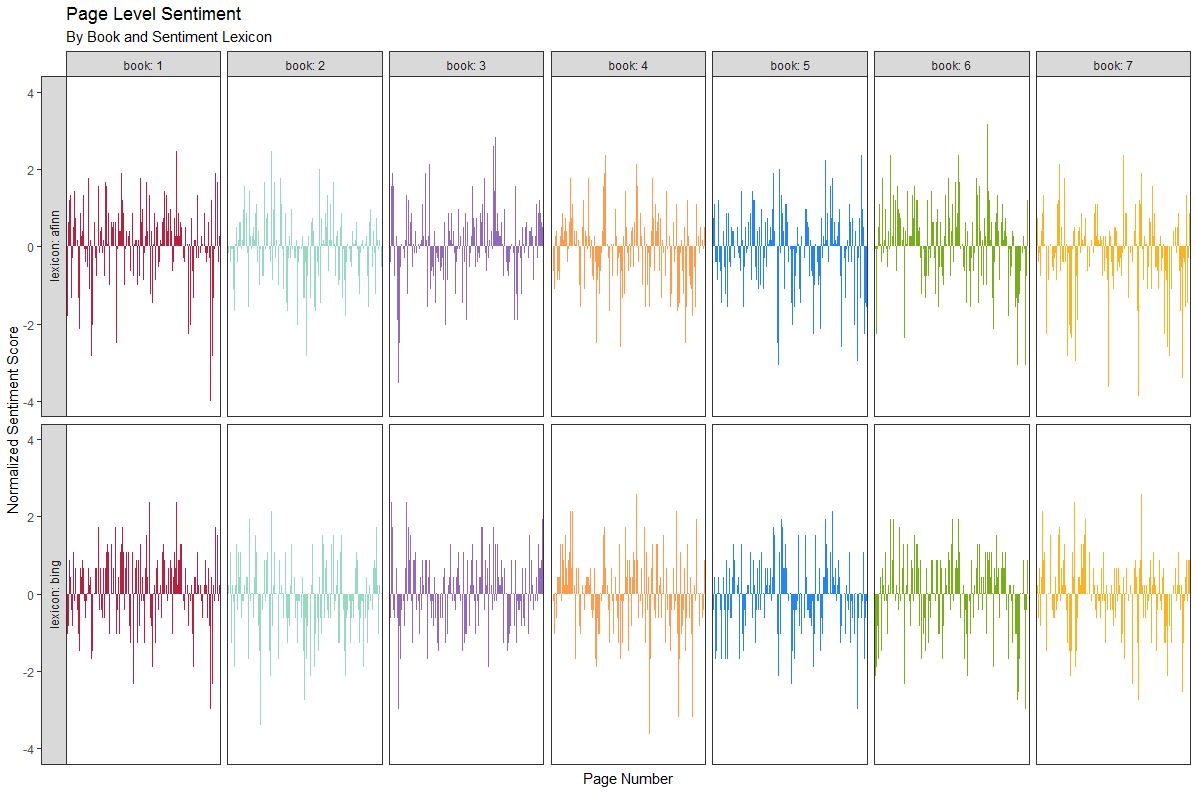 Page Level Sentiment
By Book and Sentiment Lexicon
book: 1
book: 2
book: 3
book: 4
book: 5
book: 6
book: 7
Normalized Sentiment Score
lexicon: afinn
4
2
0
-2
-4
lexicon: bing
4
2
0
-2
-4
Page Number